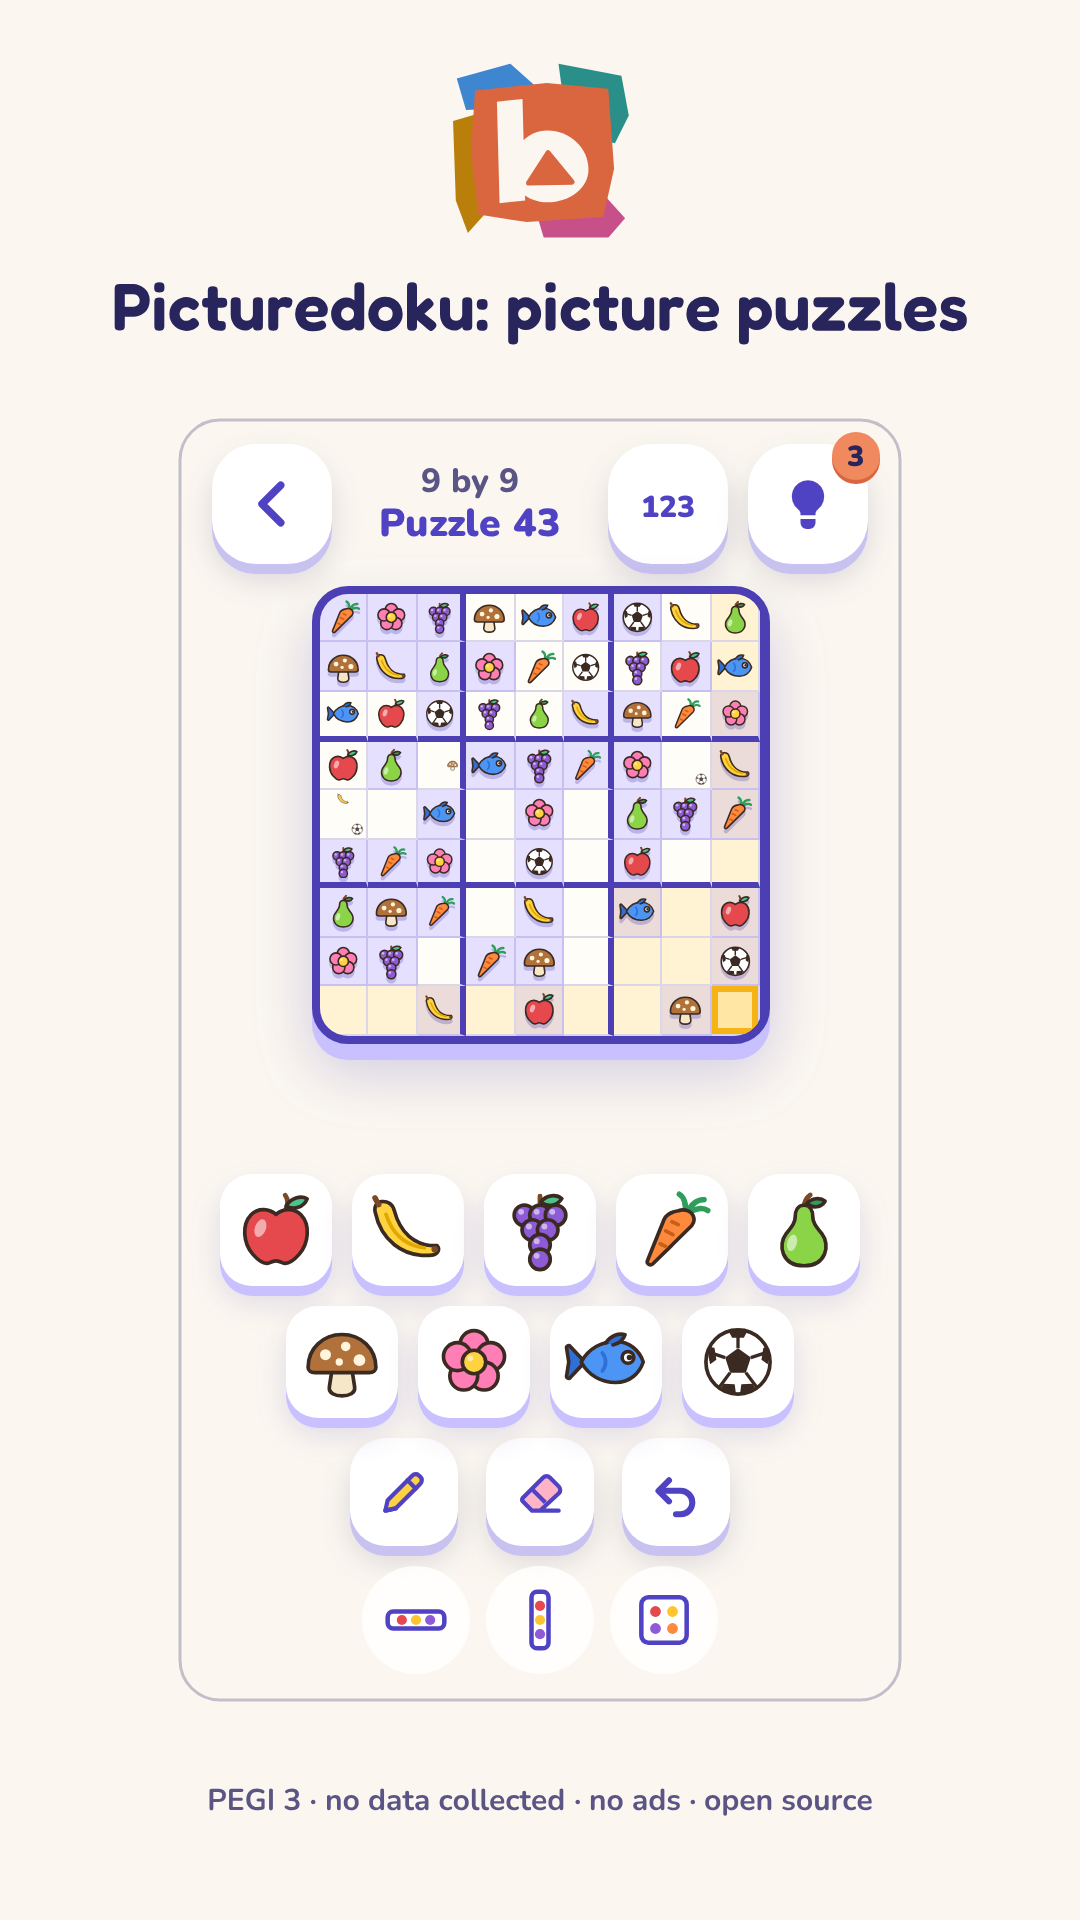 b
Picturedoku: picture puzzles
3
9 by 9
Puzzle 43
123
PEGI 3 · no data collected · no ads · open source